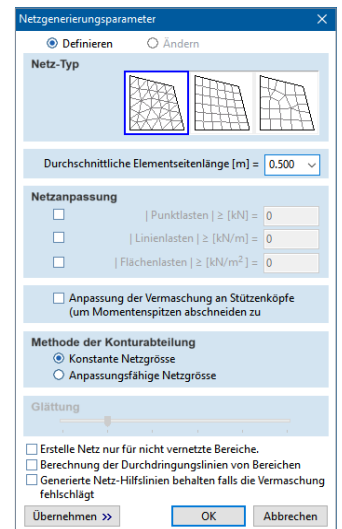 Netzgenerierungsparameter
Definieren Ändern
Netz-Typ
Durchschnittliche Elementseitenlänge [m] = 0.500
Netzanpassung
| Punktlasten | ≥ [kN] = 0
| Linienlasten | ≥ [kN/m] = 0
| Flächenlasten | ≥ [kN/m²] = 0
Anpassung der Vermaschung an Stützenköpfe
(um Momentenspitzen abschneiden zu
Methode der Konturabteilung
Konstante Netzgrösse
Anpassungsfähige Netzgrösse
Glättung
Erstelle Netz nur für nicht vernetzte Bereiche.
Berechnung der Durchdringungslinien von Bereichen
Generierte Netz-Hilfslinien behalten falls die Vermaschung
fehlschlägt
Übernehmen >> OK Abbrechen